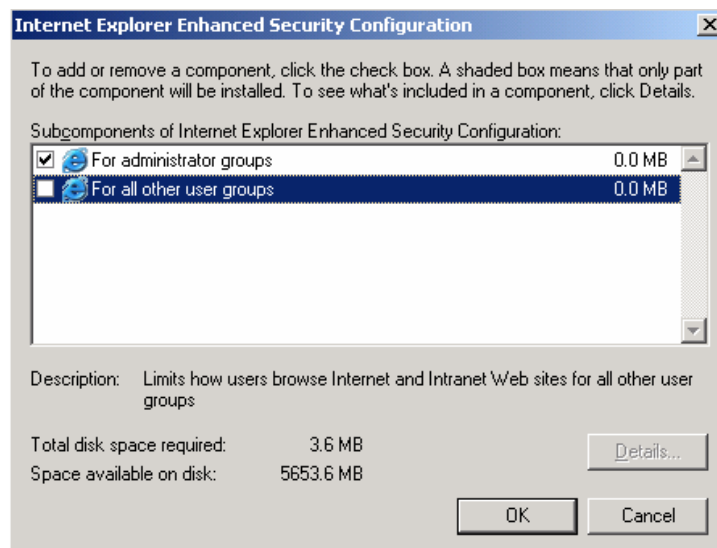 Internet Explorer Enhanced Security Configuration
To add or remove a component, click the check box. A shaded box means that only part
of the component will be installed. To see what's included in a component, click Details.
Subcomponents of Internet Explorer Enhanced Security Configuration:
For administrator groups 0.0 MB
For all other user groups 0.0 MB
Description: Limits how users browse Internet and Intranet Web sites for all other user
groups
Total disk space required: 3.6 MB
Space available on disk: 5653.6 MB
Details...
OK Cancel